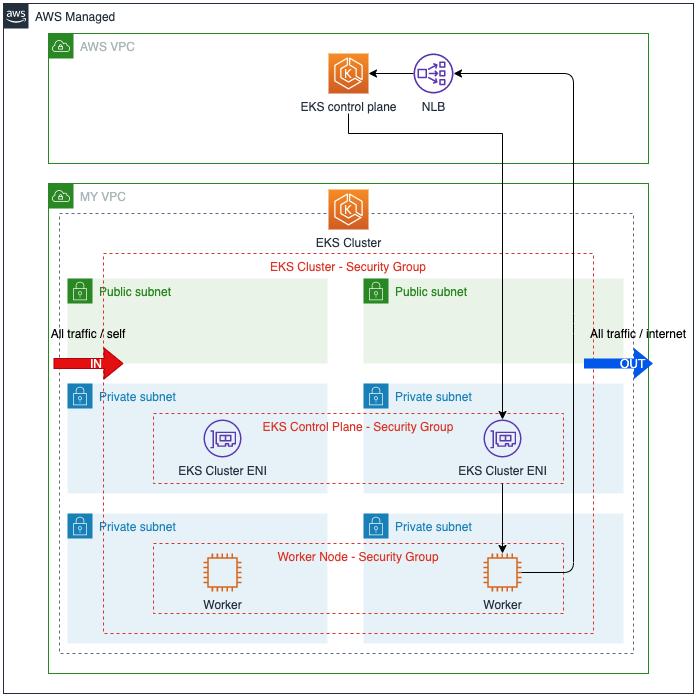 aws
AWS Managed
AWS VPC
EKS control plane
NLB
MY VPC
EKS Cluster
EKS Cluster - Security Group
Public subnet
Public subnet
All traffic / self
All traffic / internet
IN
OUT
Private subnet
Private subnet
EKS Control Plane - Security Group
EKS Cluster ENI
EKS Cluster ENI
Private subnet
Private subnet
Worker Node - Security Group
Worker
Worker